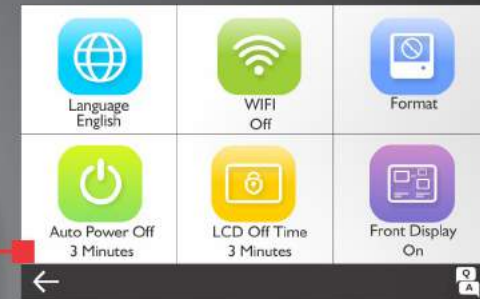 Language
English
WIFI
Off
Format
Auto Power Off
3 Minutes
LCD Off Time
3 Minutes
Front Display
On
Q
A